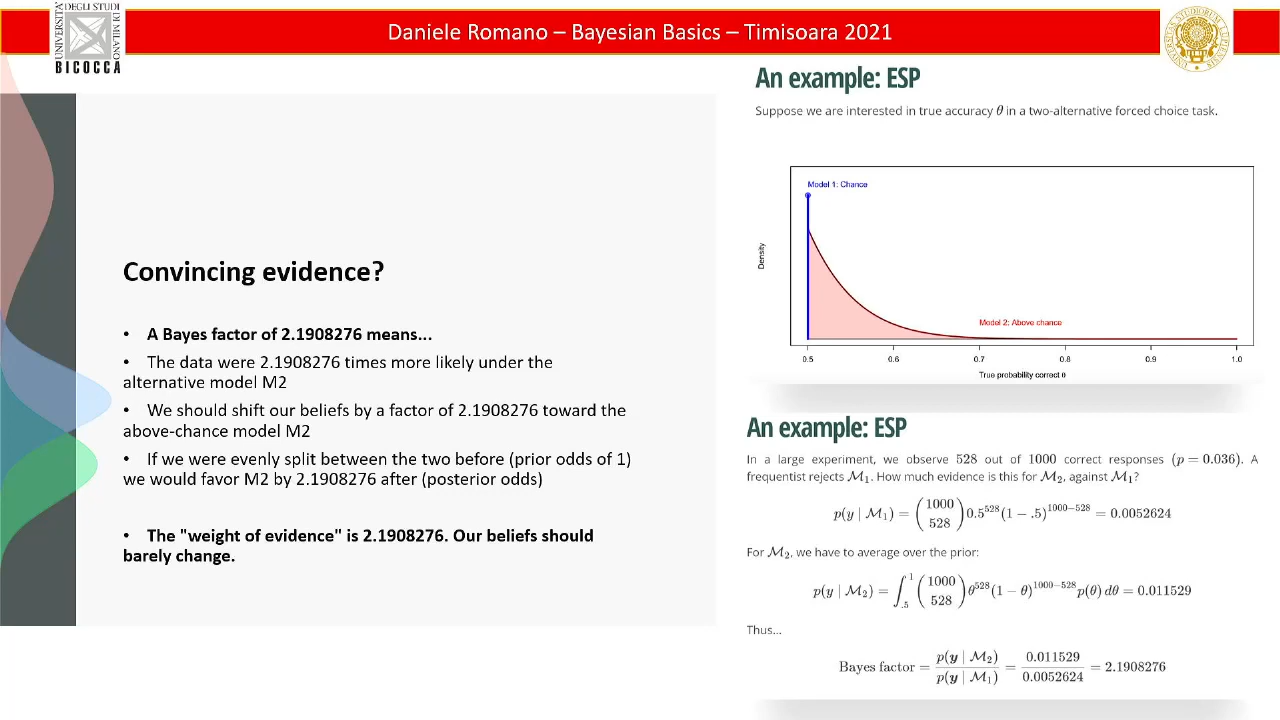 DEGLI STUDI
UNIVERSITÀ
DI MILANO
BICOCCA
Daniele Romano – Bayesian Basics – Timisoara 2021
Convincing evidence?
• A Bayes factor of 2.1908276 means...
• The data were 2.1908276 times more likely under the
alternative model M2
• We should shift our beliefs by a factor of 2.1908276 toward the
above-chance model M2
• If we were evenly split between the two before (prior odds of 1)
we would favor M2 by 2.1908276 after (posterior odds)
• The "weight of evidence" is 2.1908276. Our beliefs should
barely change.
An example: ESP
Suppose we are interested in true accuracy θ in a two-alternative forced choice task.
Model 1: Chance
Density
Model 2: Above chance
0.5 0.6 0.7 0.8 0.9 1.0
True probability correct θ
An example: ESP
In a large experiment, we observe 528 out of 1000 correct responses (p = 0.036). A
frequentist rejects ℳ₁. How much evidence is this for ℳ₂, against ℳ₁?
p(y | ℳ₁) = (1000 528) 0.5⁵²⁸(1 − .5)¹⁰⁰⁰⁻⁵²⁸ = 0.0052624
For ℳ₂, we have to average over the prior:
p(y | ℳ₂) = ∫.5¹ (1000 528) θ⁵²⁸(1 − θ)¹⁰⁰⁰⁻⁵²⁸ p(θ) dθ = 0.011529
Thus...
Bayes factor = p(y | ℳ₂) / p(y | ℳ₁) = 0.011529 / 0.0052624 = 2.1908276